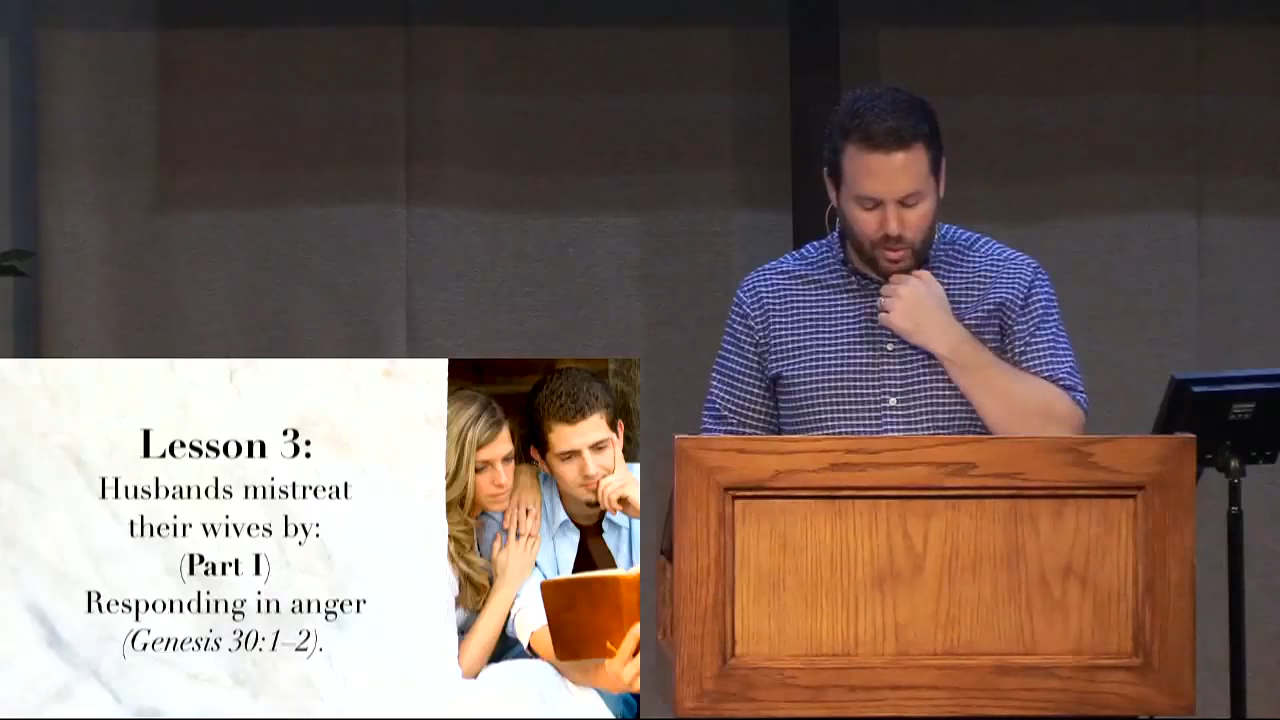 Lesson 3:
Husbands mistreat
their wives by:
(Part I)
Responding in anger
(Genesis 30:1–2).